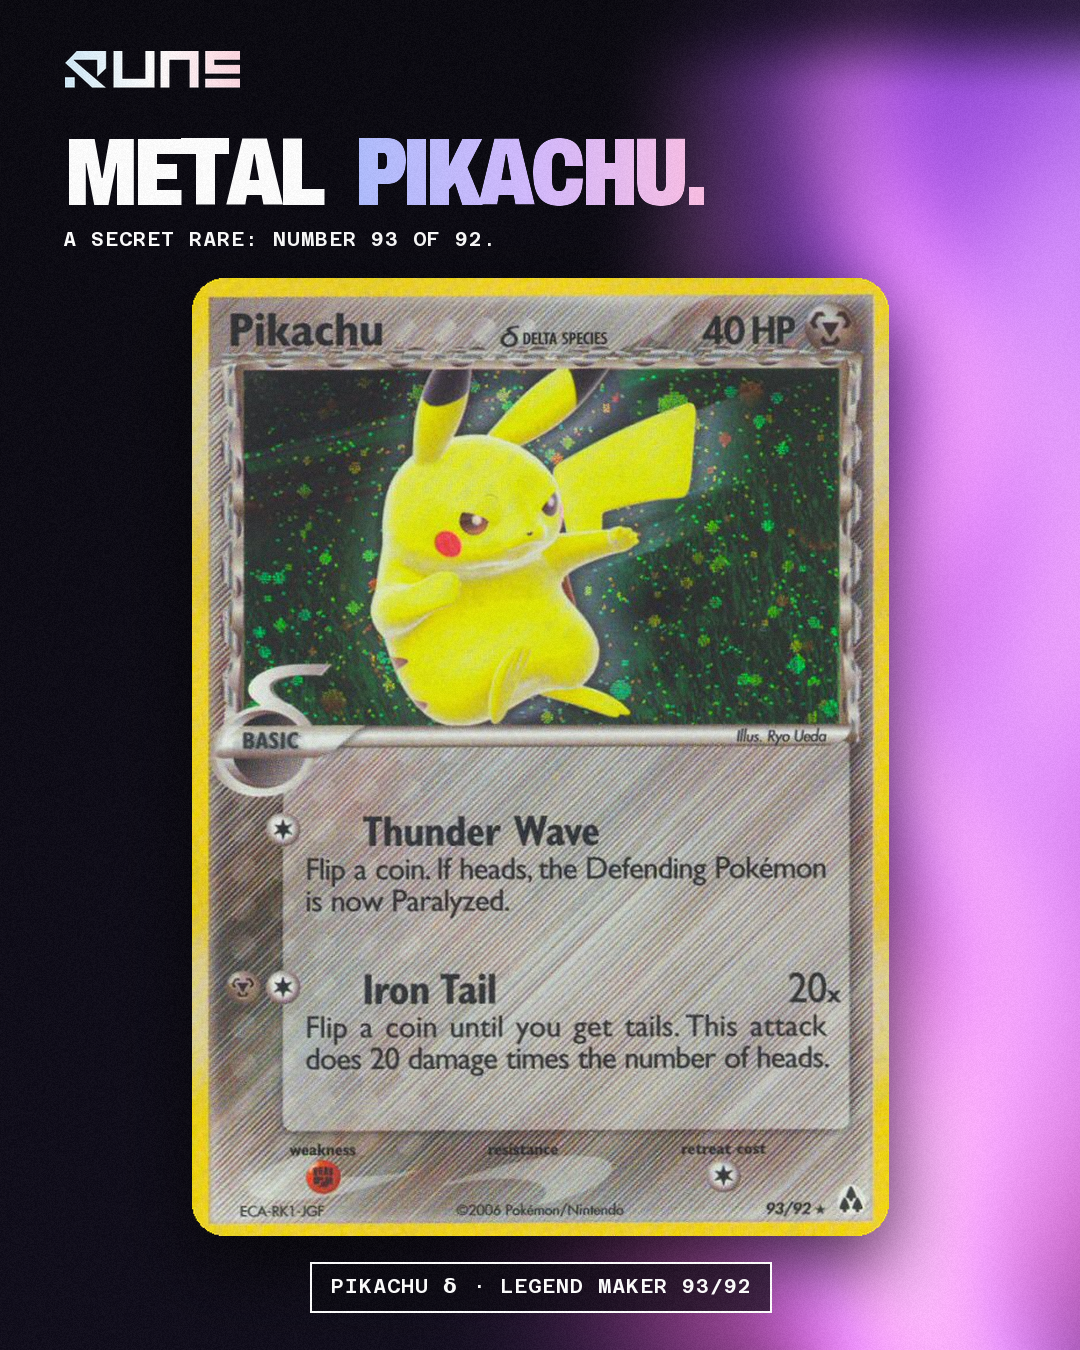 RUNE
METAL PIKACHU.
A SECRET RARE: NUMBER 93 OF 92.
Pikachu δ DELTA SPECIES 40 HP
BASIC
Illus. Ryo Ueda
Thunder Wave
Flip a coin. If heads, the Defending Pokémon
is now Paralyzed.
Iron Tail 20x
Flip a coin until you get tails. This attack
does 20 damage times the number of heads.
weakness resistance retreat cost
ECA-RK1-JGF ©2006 Pokémon/Nintendo 93/92 ★
PIKACHU δ · LEGEND MAKER 93/92